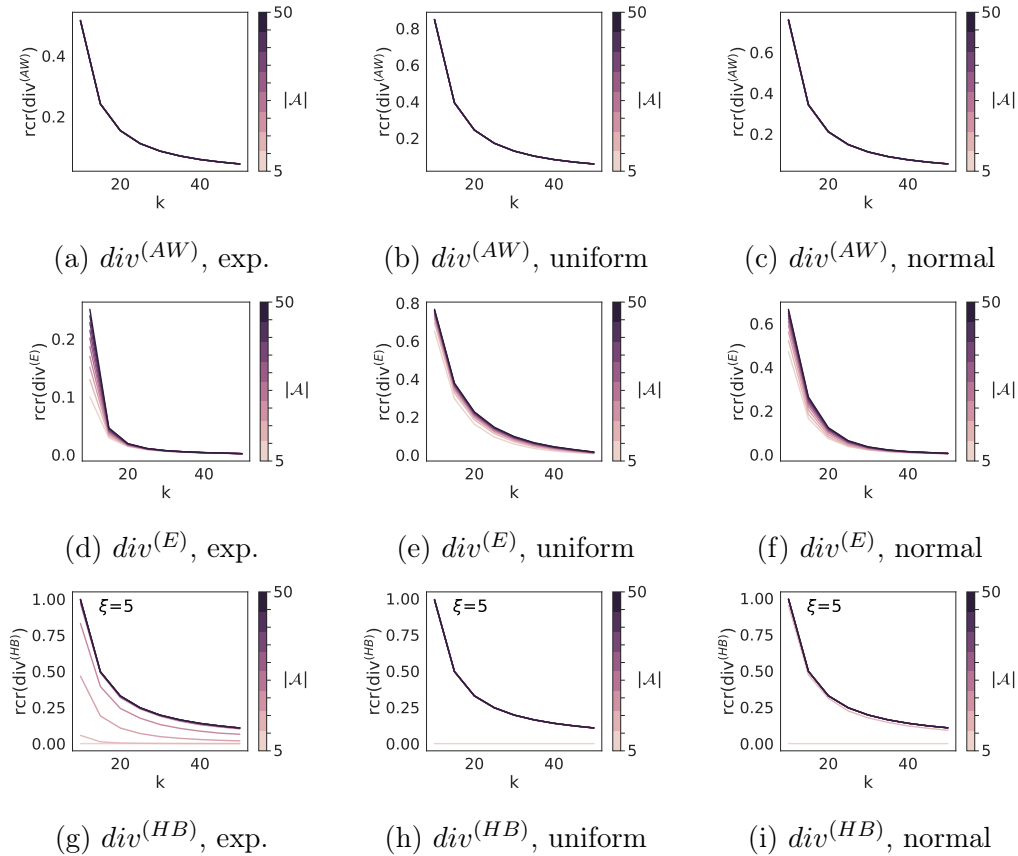 0.4
0.2
rcr(div^(AW))
20 40
k
50
|𝒜|
5
0.8
0.6
0.4
0.2
rcr(div^(AW))
20 40
k
50
|𝒜|
5
0.6
0.4
0.2
rcr(div^(AW))
20 40
k
50
|𝒜|
5
(a) div^(AW), exp.
(b) div^(AW), uniform
(c) div^(AW), normal
0.2
0.1
0.0
rcr(div^(E))
20 40
k
50
|𝒜|
5
0.8
0.6
0.4
0.2
0.0
rcr(div^(E))
20 40
k
50
|𝒜|
5
0.6
0.4
0.2
0.0
rcr(div^(E))
20 40
k
50
|𝒜|
5
(d) div^(E), exp.
(e) div^(E), uniform
(f) div^(E), normal
1.00
0.75
0.50
0.25
0.00
rcr(div^(HB))
ξ=5
20 40
k
50
|𝒜|
5
1.00
0.75
0.50
0.25
0.00
rcr(div^(HB))
20 40
k
50
|𝒜|
5
1.00
0.75
0.50
0.25
0.00
rcr(div^(HB))
ξ=5
20 40
k
50
|𝒜|
5
(g) div^(HB), exp.
(h) div^(HB), uniform
(i) div^(HB), normal